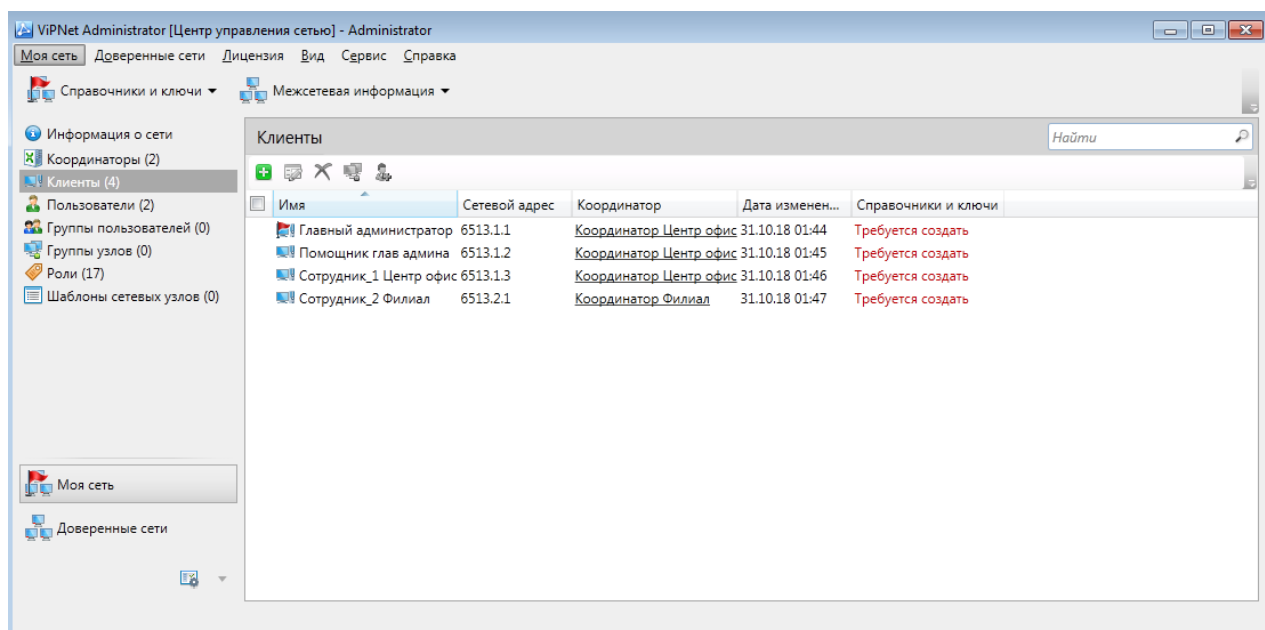 ViPNet Administrator [Центр управления сетью] - Administrator
Моя сеть Доверенные сети Лицензия Вид Сервис Справка
Справочники и ключи Межсетевая информация
Информация о сети
Координаторы (2)
Клиенты (4)
Пользователи (2)
Группы пользователей (0)
Группы узлов (0)
Роли (17)
Шаблоны сетевых узлов (0)
Моя сеть
Доверенные сети
Клиенты Найти
Имя Сетевой адрес Координатор Дата изменен... Справочники и ключи
Главный администратор 6513.1.1 Координатор Центр офис 31.10.18 01:44 Требуется создать
Помощник глав админа 6513.1.2 Координатор Центр офис 31.10.18 01:45 Требуется создать
Сотрудник_1 Центр офис 6513.1.3 Координатор Центр офис 31.10.18 01:46 Требуется создать
Сотрудник_2 Филиал 6513.2.1 Координатор Филиал 31.10.18 01:47 Требуется создать